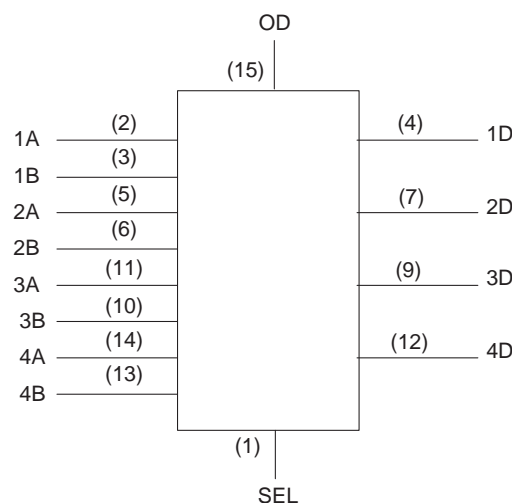 OD
(15)
1A (2) (4) 1D
1B (3)
2A (5) (7) 2D
2B (6)
3A (11) (9) 3D
3B (10)
4A (14) (12) 4D
4B (13)
(1)
SEL